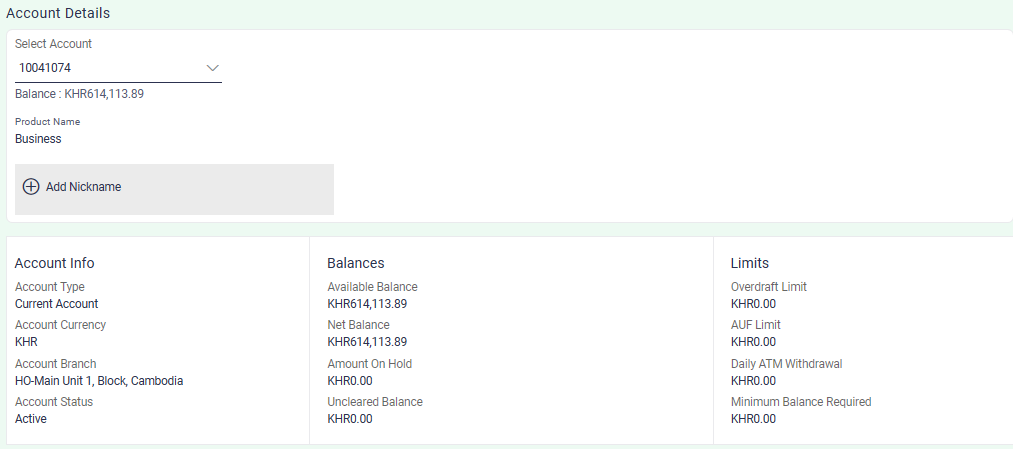 Account Details
Select Account
10041074
Balance : KHR614,113.89
Product Name
Business
Add Nickname
Account Info
Account Type
Current Account
Account Currency
KHR
Account Branch
HO-Main Unit 1, Block, Cambodia
Account Status
Active
Balances
Available Balance
KHR614,113.89
Net Balance
KHR614,113.89
Amount On Hold
KHR0.00
Uncleared Balance
KHR0.00
Limits
Overdraft Limit
KHR0.00
AUF Limit
KHR0.00
Daily ATM Withdrawal
KHR0.00
Minimum Balance Required
KHR0.00